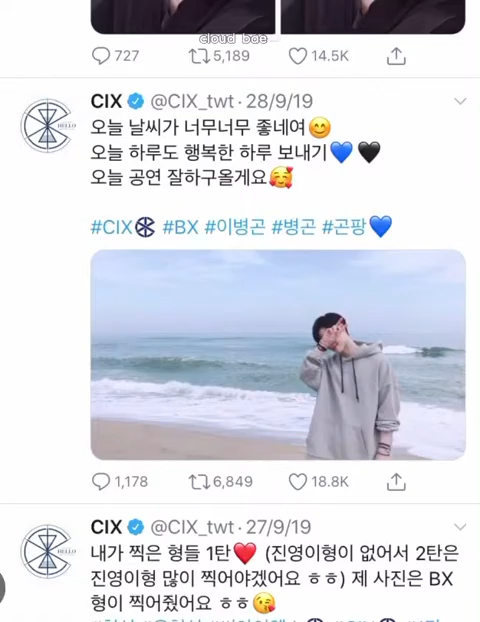 727 5,189 14.5K
cloud bae
CIX @CIX_twt · 28/9/19
오늘 날씨가 너무너무 좋네여😊
오늘 하루도 행복한 하루 보내기💙🖤
오늘 공연 잘하구올게요🥰
#CIX #BX #이병곤 #병곤 #곤팡💙
1,178 6,849 18.8K
CIX @CIX_twt · 27/9/19
HELLO
내가 찍은 형들 1탄❤️ (진영이형이 없어서 2탄은
진영이형 많이 찍어야겠어요 ㅎㅎ) 제 사진은 BX
형이 찍어줬어요 ㅎㅎ😘